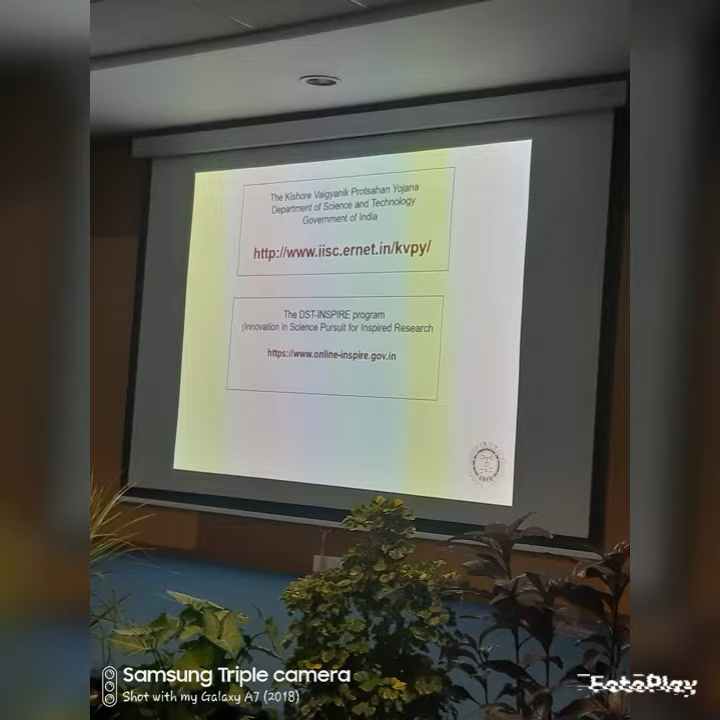 The Kishore Vaigyanik Protsahan Yojana
Department of Science and Technology
Government of India
http://www.iisc.ernet.in/kvpy/
The DST-INSPIRE program
(Innovation in Science Pursuit for Inspired Research
https://www.online-inspire.gov.in
Samsung Triple camera
Shot with my Galaxy A7 (2018)